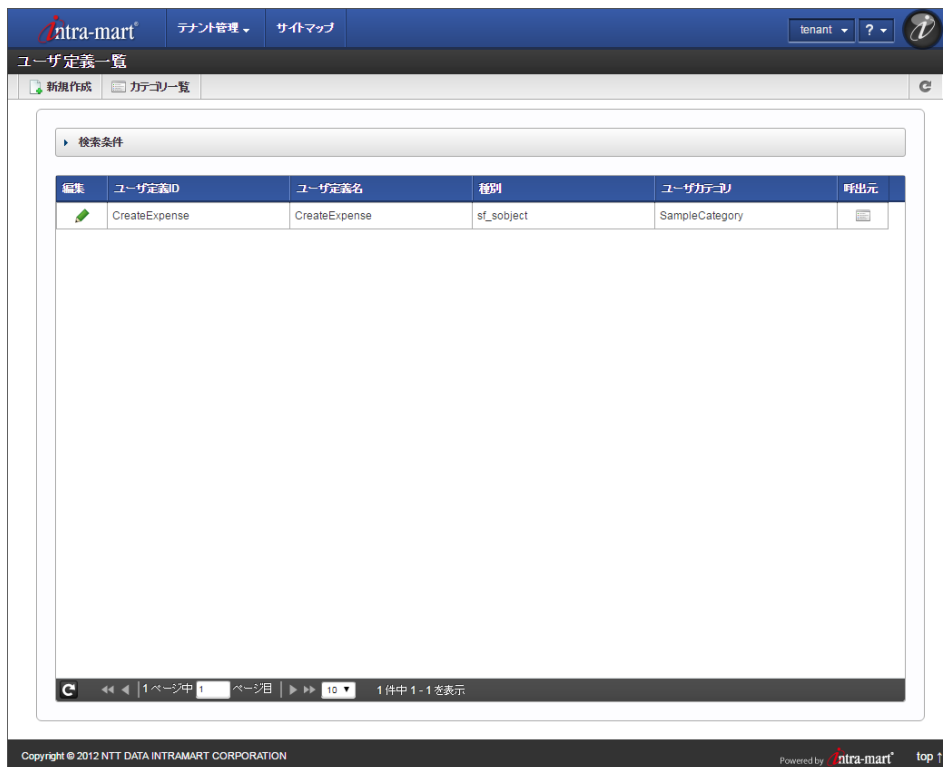 intra-mart® テナント管理 サイトマップ tenant ?
ユーザ定義一覧
新規作成 カテゴリ一覧
検索条件
編集 ユーザ定義ID ユーザ定義名 種別 ユーザカテゴリ 呼出元
CreateExpense CreateExpense sf_sobject SampleCategory
1 ページ中 1 ページ目 10 1 件中 1 - 1 を表示
Copyright © 2012 NTT DATA INTRAMART CORPORATION Powered by intra-mart® top ↑